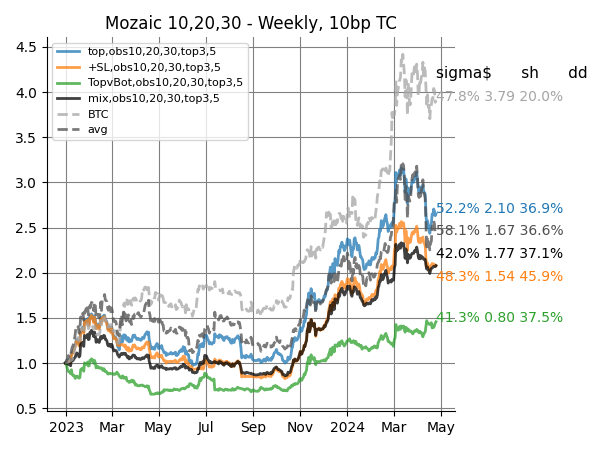 Mozaic 10,20,30 - Weekly, 10bp TC
top,obs10,20,30,top3,5
+SL,obs10,20,30,top3,5
TopvBot,obs10,20,30,top3,5
mix,obs10,20,30,top3,5
BTC
avg
sigma$ sh dd
47.8% 3.79 20.0%
52.2% 2.10 36.9%
58.1% 1.67 36.6%
42.0% 1.77 37.1%
48.3% 1.54 45.9%
41.3% 0.80 37.5%
4.5
4.0
3.5
3.0
2.5
2.0
1.5
1.0
0.5
2023 Mar May Jul Sep Nov 2024 Mar May